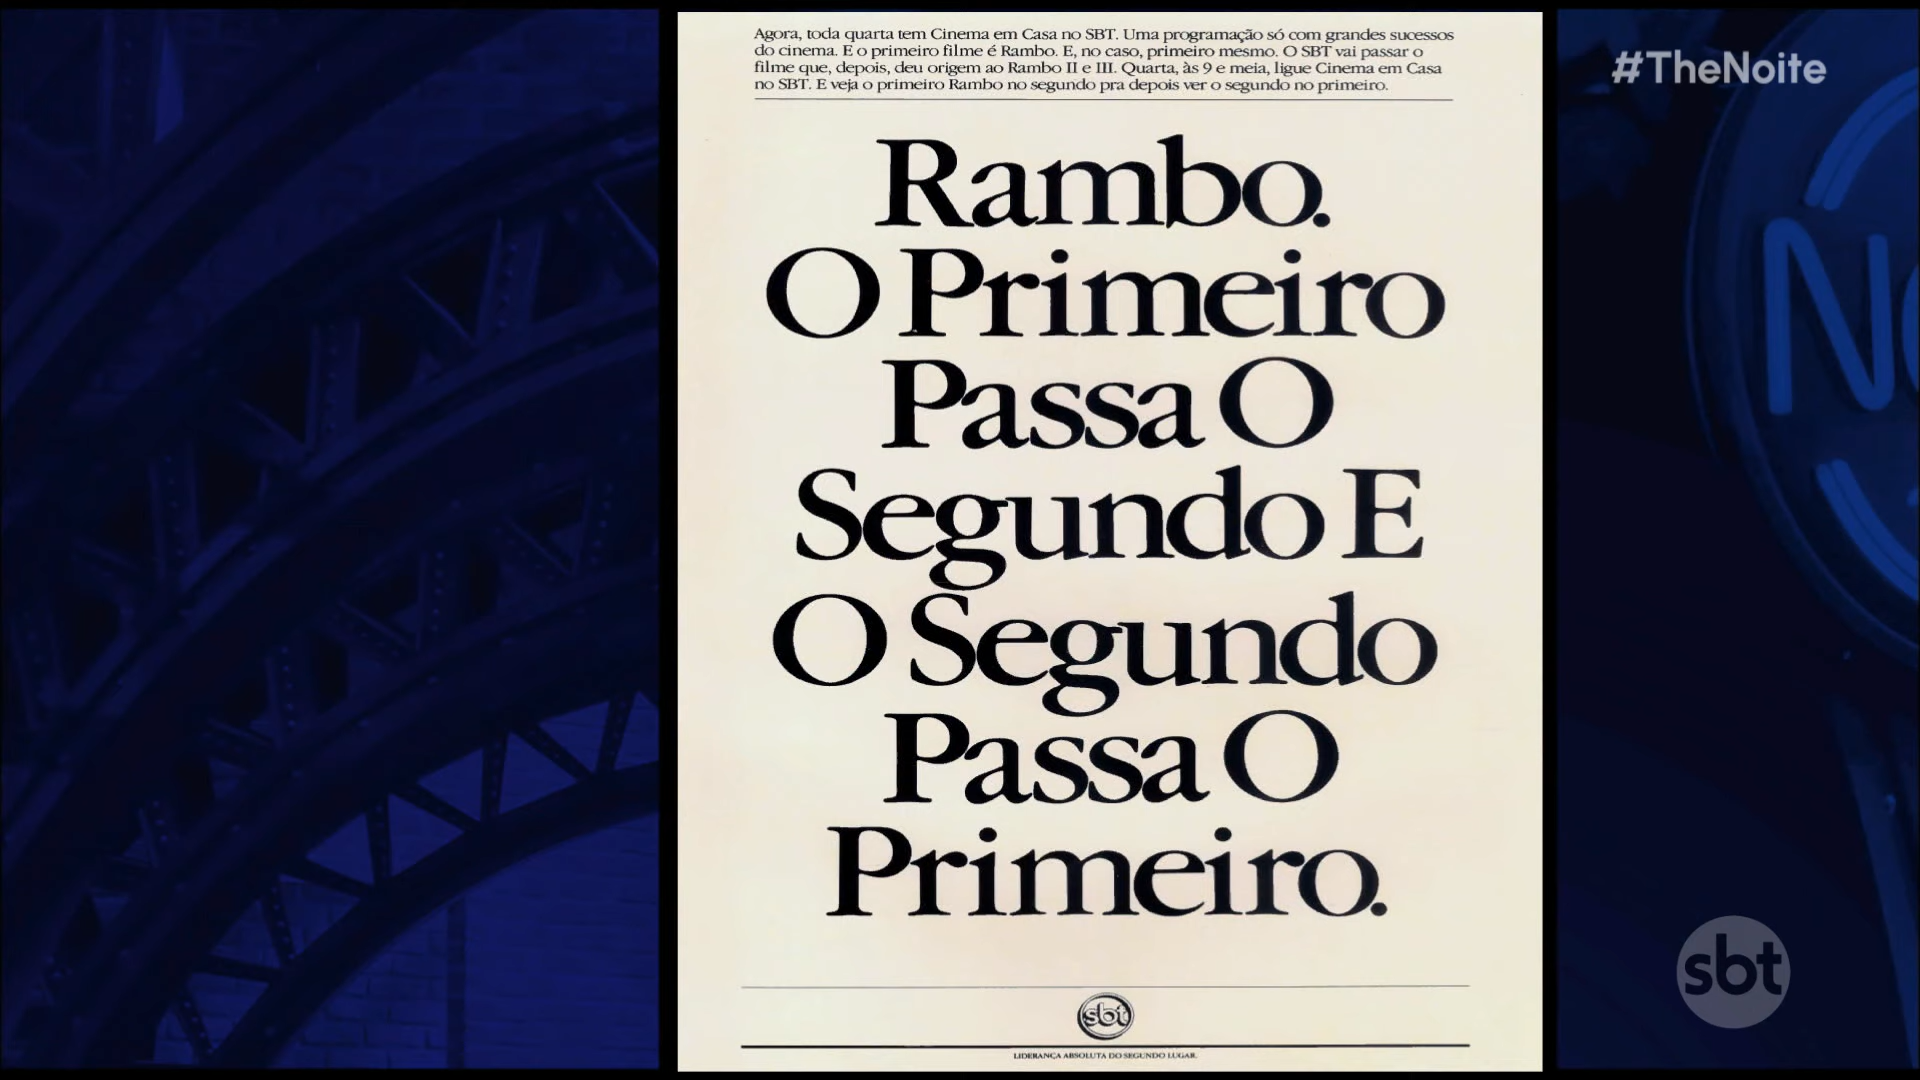 Agora, toda quarta tem Cinema em Casa no SBT. Uma programação só com grandes sucessos
do cinema. E o primeiro filme é Rambo. E, no caso, primeiro mesmo. O SBT vai passar o
filme que, depois, deu origem ao Rambo II e III. Quarta, às 9 e meia, ligue Cinema em Casa
no SBT. E veja o primeiro Rambo no segundo pra depois ver o segundo no primeiro.
#TheNoite
Rambo.
O Primeiro
Passa O
Segundo E
O Segundo
Passa O
Primeiro.
sbt
LIDERANÇA ABSOLUTA DO SEGUNDO LUGAR.
sbt